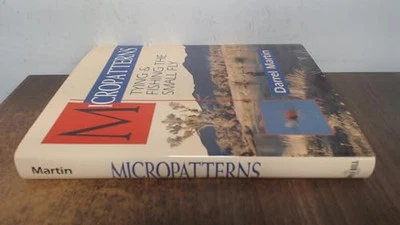 MICROPATTERNS
TYING &
FISHING THE
SMALL FLY
Darrel Martin
M
Martin
MICROPATTERNS